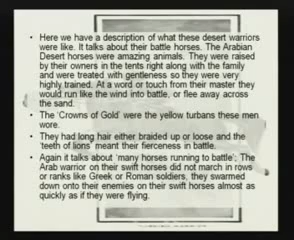 • Here we have a description of what these desert warriors
were like. It talks about their battle horses. The Arabian
Desert horses were amazing animals. They were raised
by their owners in the tents right along with the family
and were treated with gentleness so they were very
highly trained. At a word or touch from their master they
would run like the wind into battle, or flee away across
the sand.
• The ‘Crowns of Gold’ were the yellow turbans these men
wore.
• They had long hair either braided up or loose and the
‘teeth of lions’ meant their fierceness in battle.
• Again it talks about ‘many horses running to battle’; The
Arab warrior on their swift horses did not march in rows
or ranks like Greek or Roman soldiers, they swarmed
down onto their enemies on their swift horses almost as
quickly as if they were flying.